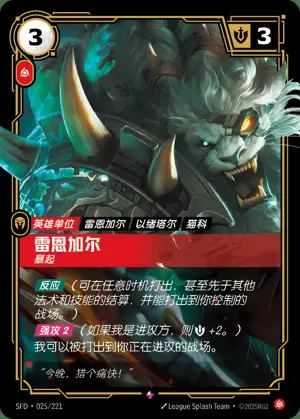 3
3
英雄单位 雷恩加尔 以绪塔尔 猫科
雷恩加尔
暴起
反应 (可在任意时机打出,甚至先于其他
法术和技能的结算,并能打出到你控制的
战场。)
强攻 2 (如果我是进攻方,则 +2。)
我可以被打出到你正在进攻的战场。
“今晚,猎个痛快!”
SFD · 025/221 League Splash Team · ©2025RGI